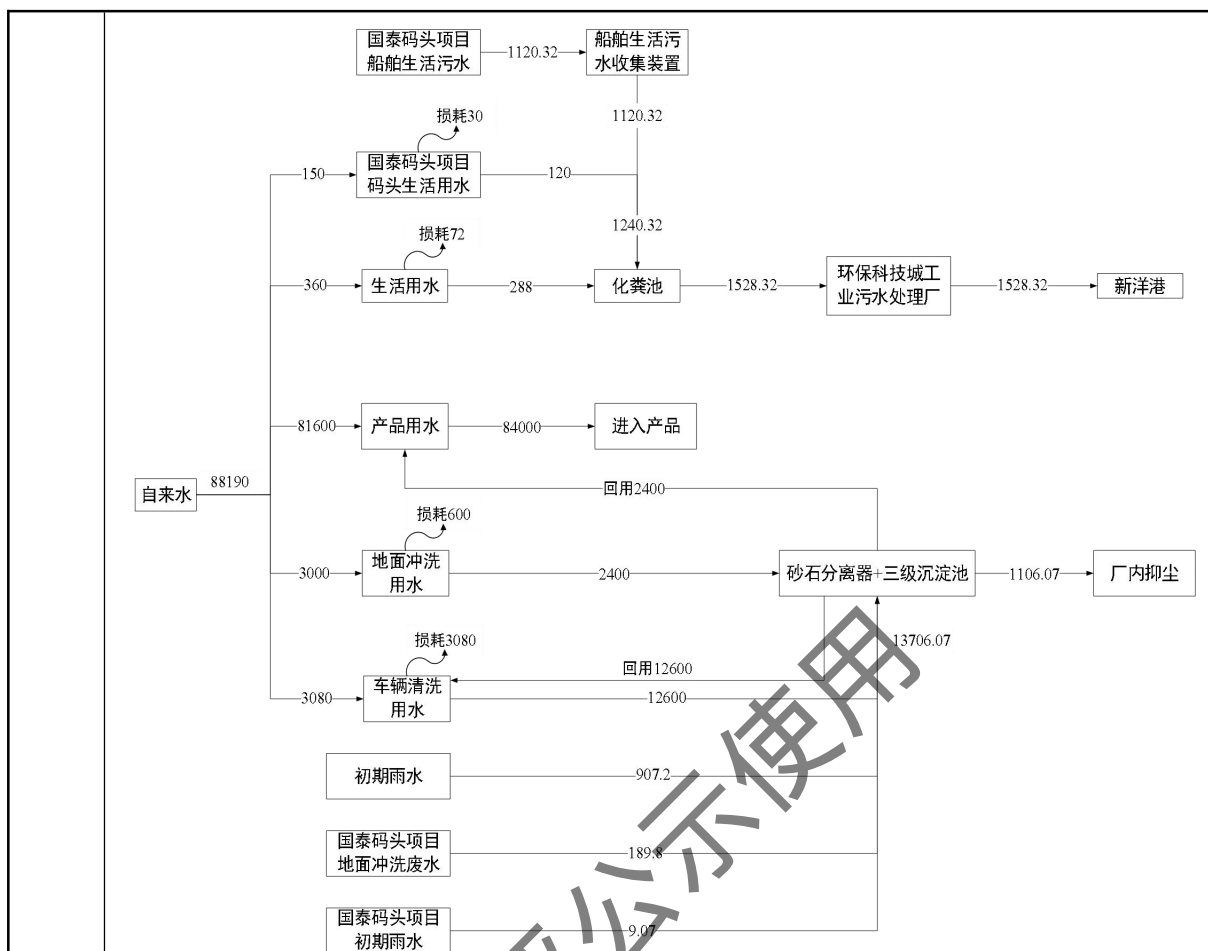 国泰码头项目
船舶生活污水
1120.32
船舶生活污
水收集装置
1120.32
损耗30
150
国泰码头项目
码头生活用水
120
1240.32
损耗72
360
生活用水
288
化粪池
1528.32
环保科技城工
业污水处理厂
1528.32
新洋港
81600
产品用水
84000
进入产品
自来水
88190
回用2400
损耗600
3000
地面冲洗
用水
2400
砂石分离器+三级沉淀池
1106.07
厂内抑尘
损耗3080
13706.07
回用12600
3080
车辆清洗
用水
12600
初期雨水
907.2
国泰码头项目
地面冲洗废水
189.8
国泰码头项目
初期雨水
9.07
公示使用